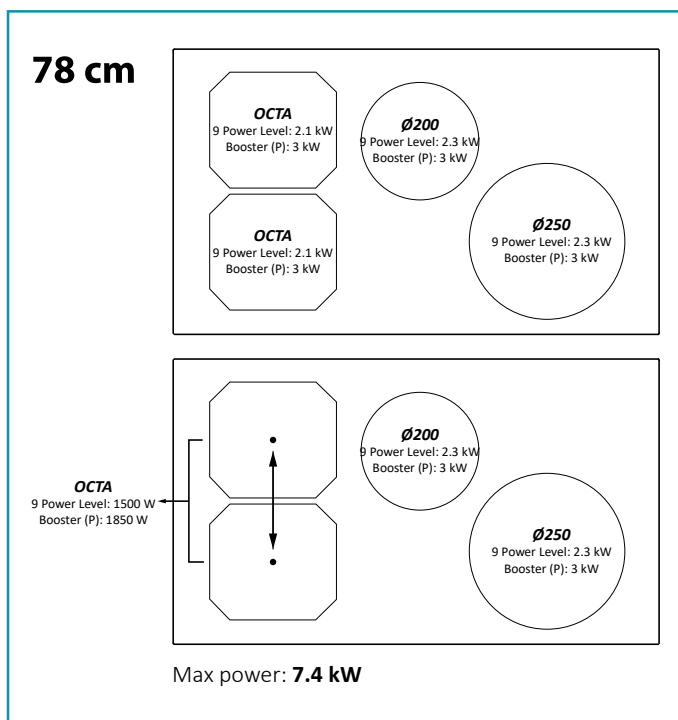 78 cm
OCTA
9 Power Level: 2.1 kW
Booster (P): 3 kW
Ø200
9 Power Level: 2.3 kW
Booster (P): 3 kW
OCTA
9 Power Level: 2.1 kW
Booster (P): 3 kW
Ø250
9 Power Level: 2.3 kW
Booster (P): 3 kW
Ø200
9 Power Level: 2.3 kW
Booster (P): 3 kW
OCTA
9 Power Level: 1500 W
Booster (P): 1850 W
Ø250
9 Power Level: 2.3 kW
Booster (P): 3 kW
Max power: 7.4 kW